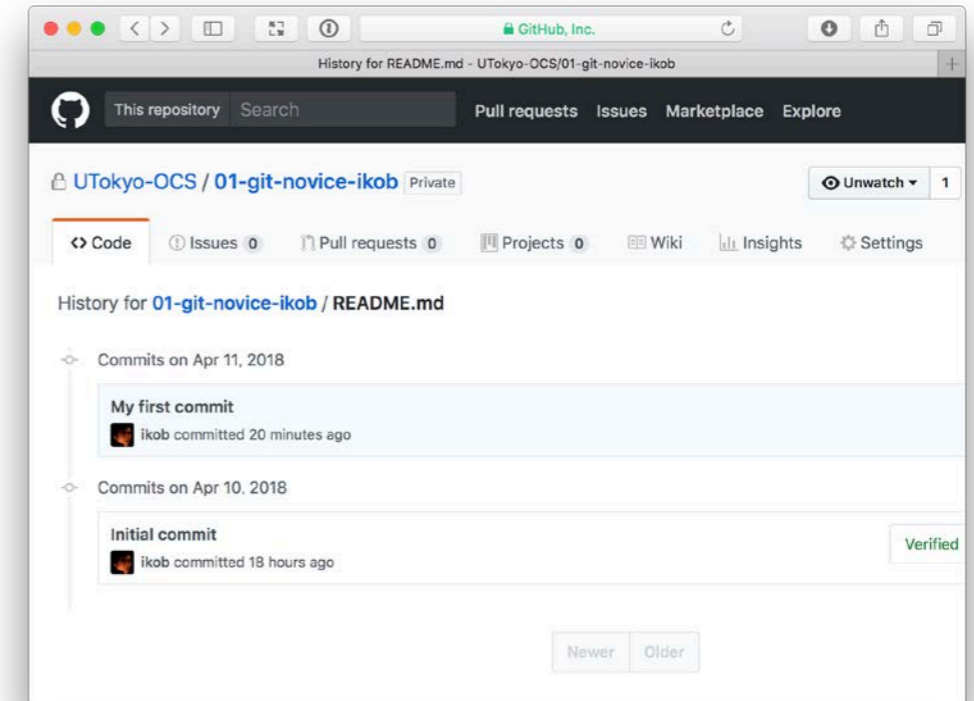 GitHub, Inc.
History for README.md - UTokyo-OCS/01-git-novice-ikob
This repository Search Pull requests Issues Marketplace Explore
UTokyo-OCS / 01-git-novice-ikob Private Unwatch 1
<> Code Issues 0 Pull requests 0 Projects 0 Wiki Insights Settings
History for 01-git-novice-ikob / README.md
Commits on Apr 11, 2018
My first commit
ikob committed 20 minutes ago
Commits on Apr 10, 2018
Initial commit
Verified
ikob committed 18 hours ago
Newer Older